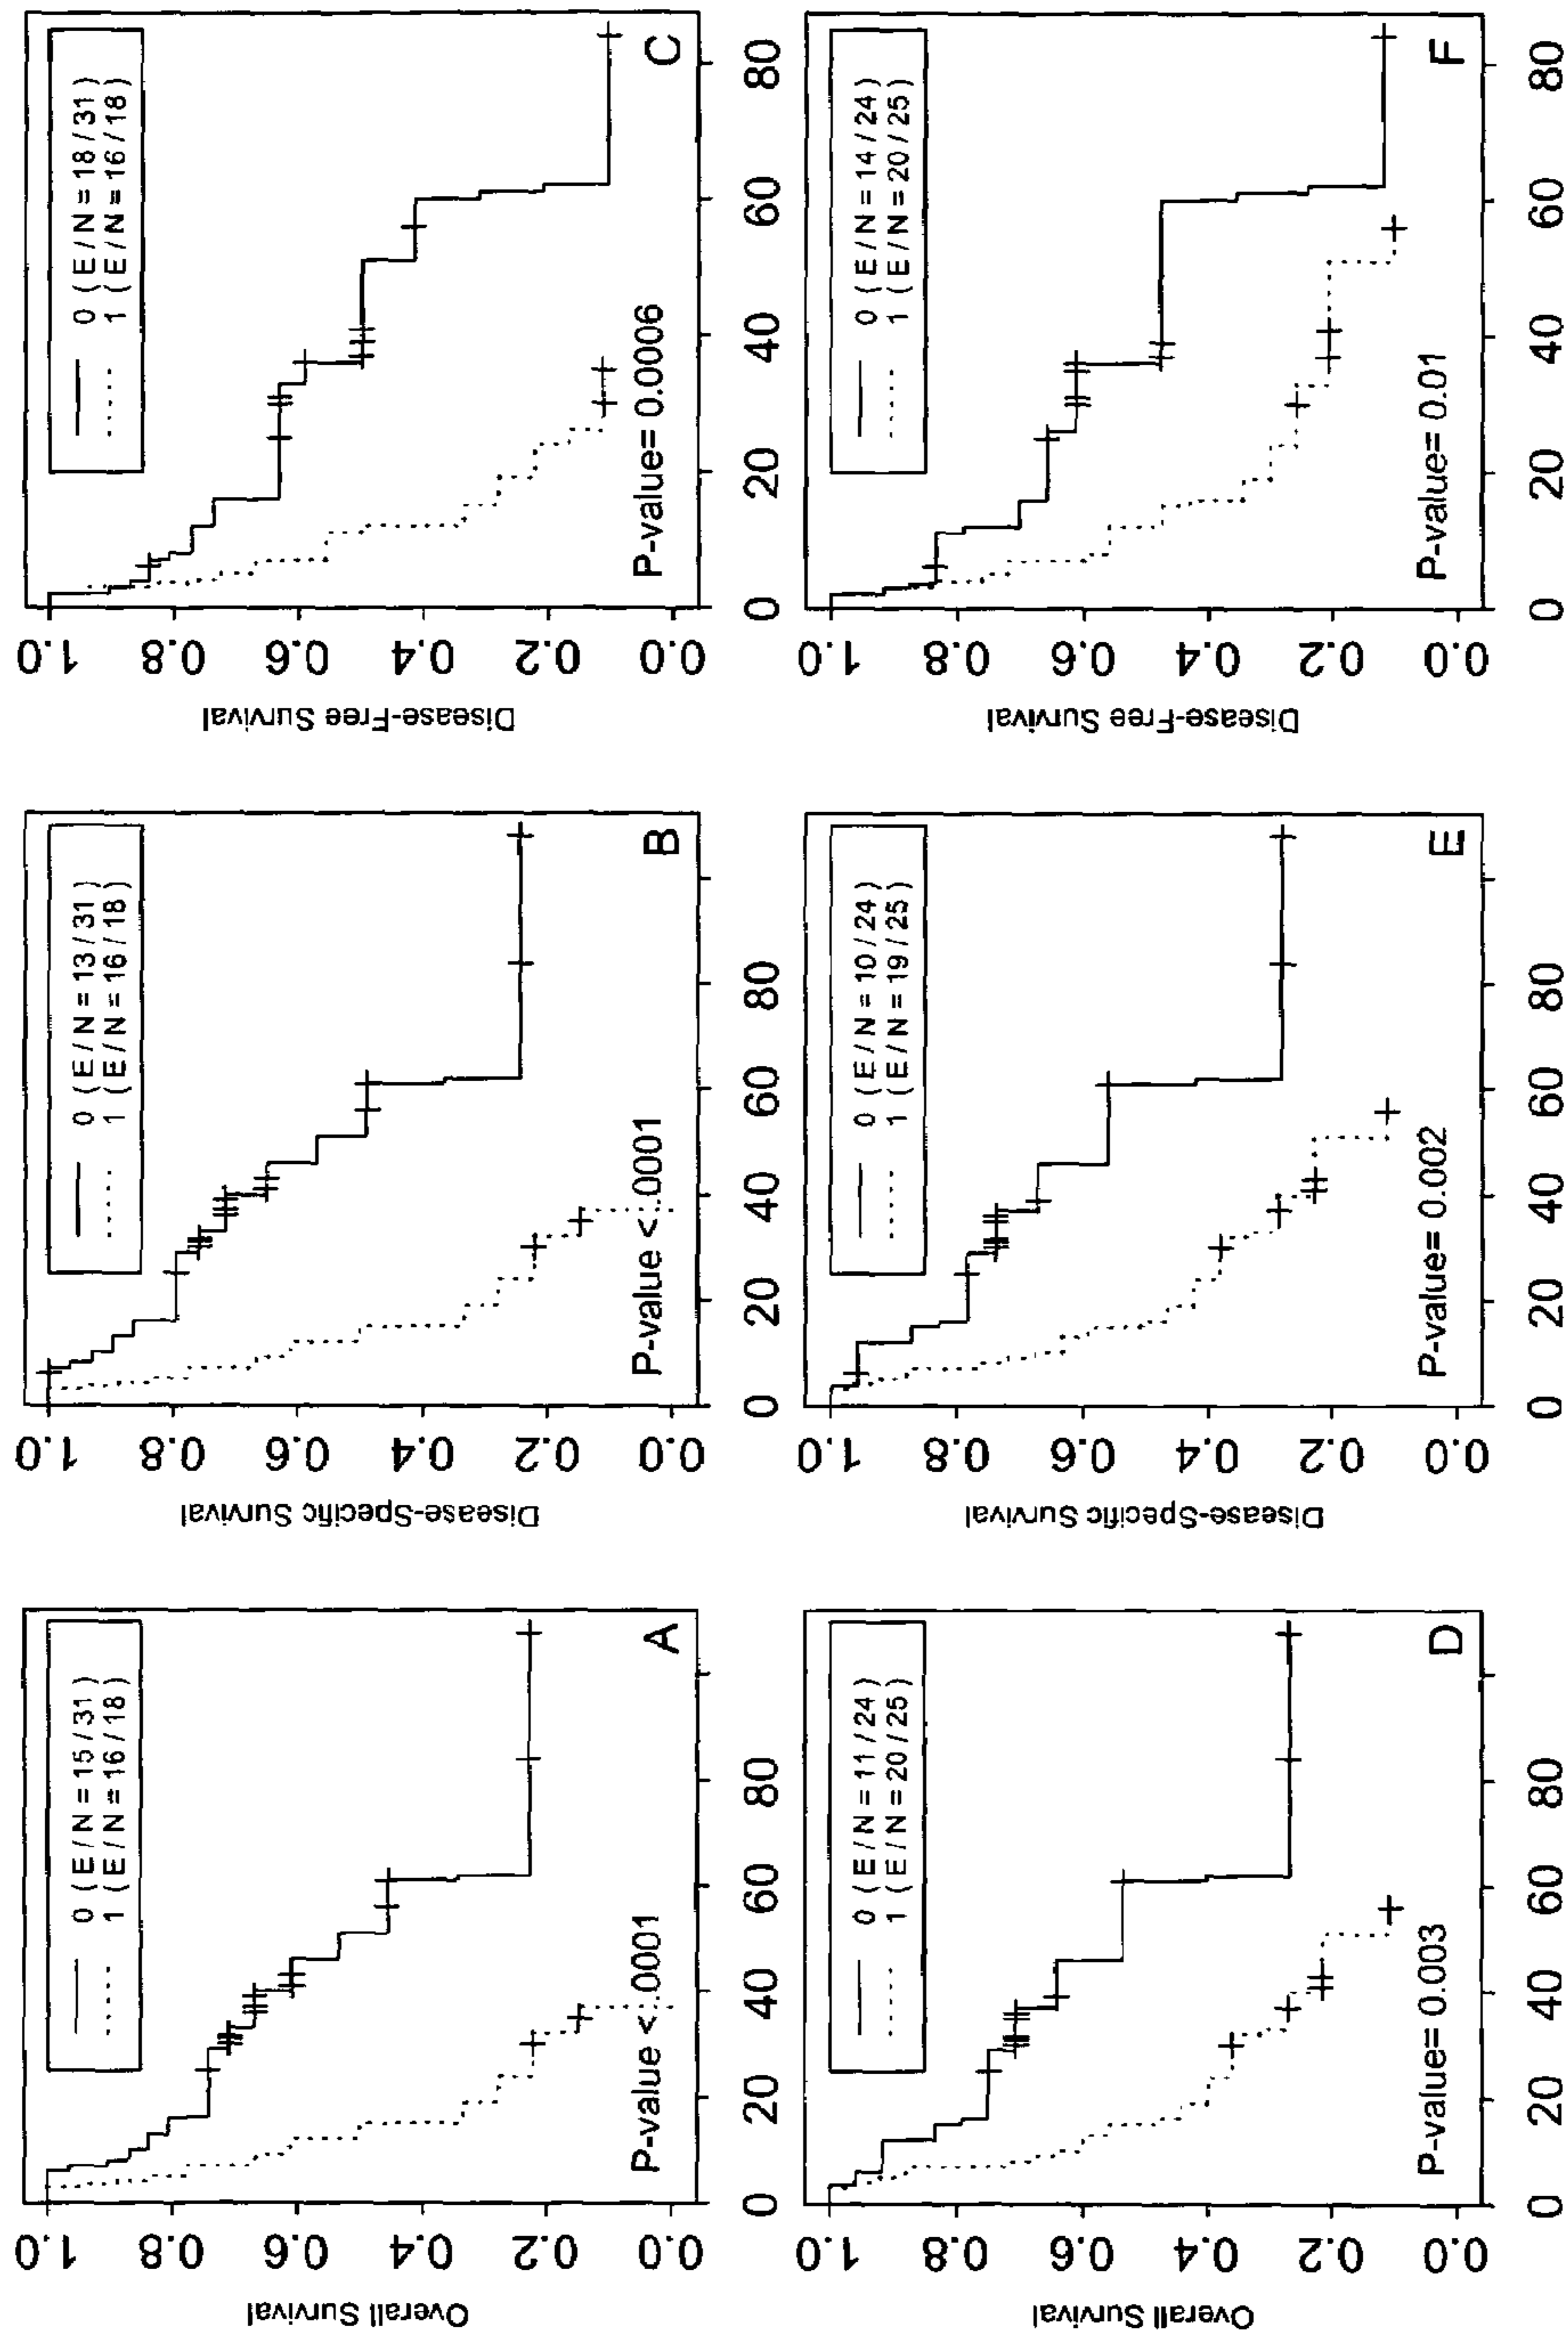 Overall Survival
1.0
0.8
0.6
0.4
0.2
0.0
0 ( E / N = 15 / 31 )
1 ( E / N = 16 / 18 )
P-value < .0001
A
0 20 40 60 80
Disease-Specific Survival
1.0
0.8
0.6
0.4
0.2
0.0
0 ( E / N = 13 / 31 )
1 ( E / N = 16 / 18 )
P-value < .0001
B
0 20 40 60 80
Disease-Free Survival
1.0
0.8
0.6
0.4
0.2
0.0
0 ( E / N = 18 / 31 )
1 ( E / N = 16 / 18 )
P-value= 0.0006
C
0 20 40 60 80
Overall Survival
1.0
0.8
0.6
0.4
0.2
0.0
0 ( E / N = 11 / 24 )
1 ( E / N = 20 / 25 )
P-value= 0.003
D
0 20 40 60 80
Disease-Specific Survival
1.0
0.8
0.6
0.4
0.2
0.0
0 ( E / N = 10 / 24 )
1 ( E / N = 19 / 25 )
P-value= 0.002
E
0 20 40 60 80
Disease-Free Survival
1.0
0.8
0.6
0.4
0.2
0.0
0 ( E / N = 14 / 24 )
1 ( E / N = 20 / 25 )
P-value= 0.01
F
0 20 40 60 80